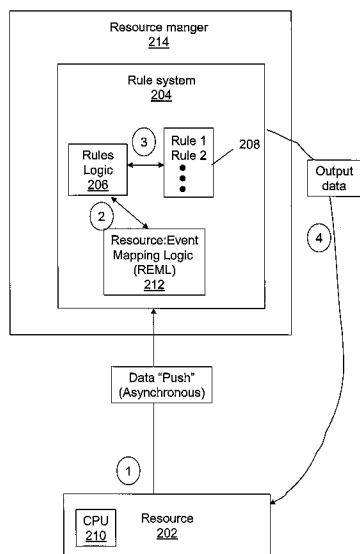 Resource manger
214
Rule system
204
3
Rules
Logic
206
Rule 1
Rule 2
208
2
Resource:Event
Mapping Logic
(REML)
212
Output
data
4
Data "Push"
(Asynchronous)
1
CPU
210
Resource
202